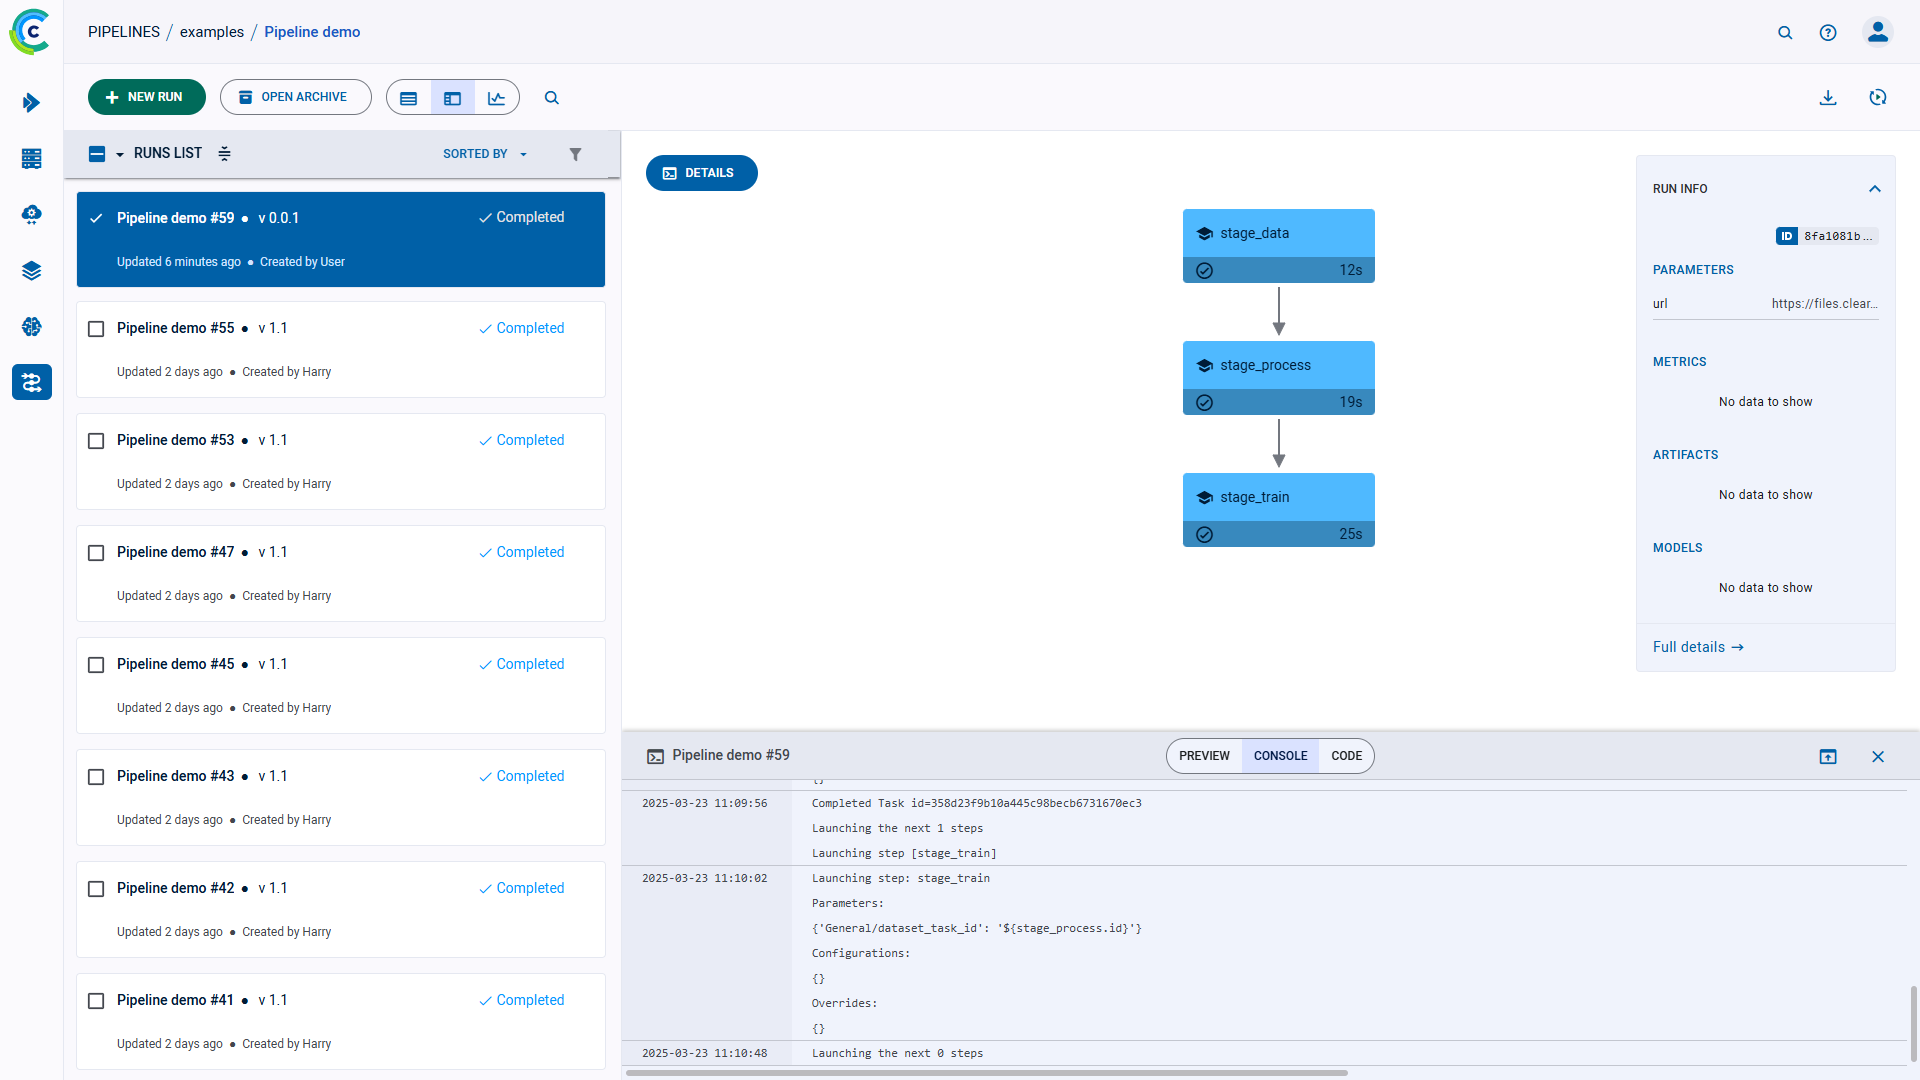 PIPELINES / examples / Pipeline demo
NEW RUN
OPEN ARCHIVE
RUNS LIST
SORTED BY
Pipeline demo #59 ● v 0.0.1
Completed
Updated 6 minutes ago ● Created by User
Pipeline demo #55 ● v 1.1
Completed
Updated 2 days ago ● Created by Harry
Pipeline demo #53 ● v 1.1
Completed
Updated 2 days ago ● Created by Harry
Pipeline demo #47 ● v 1.1
Completed
Updated 2 days ago ● Created by Harry
Pipeline demo #45 ● v 1.1
Completed
Updated 2 days ago ● Created by Harry
Pipeline demo #43 ● v 1.1
Completed
Updated 2 days ago ● Created by Harry
Pipeline demo #42 ● v 1.1
Completed
Updated 2 days ago ● Created by Harry
Pipeline demo #41 ● v 1.1
Completed
Updated 2 days ago ● Created by Harry
DETAILS
stage_data
12s
stage_process
19s
stage_train
25s
RUN INFO
ID 8fa1081b...
PARAMETERS
url https://files.clear...
METRICS
No data to show
ARTIFACTS
No data to show
MODELS
No data to show
Full details →
Pipeline demo #59
PREVIEW CONSOLE CODE
{}
2025-03-23 11:09:56 Completed Task id=358d23f9b10a445c98becb6731670ec3
Launching the next 1 steps
Launching step [stage_train]
2025-03-23 11:10:02 Launching step: stage_train
Parameters:
{'General/dataset_task_id': '${stage_process.id}'}
Configurations:
{}
Overrides:
{}
2025-03-23 11:10:48 Launching the next 0 steps